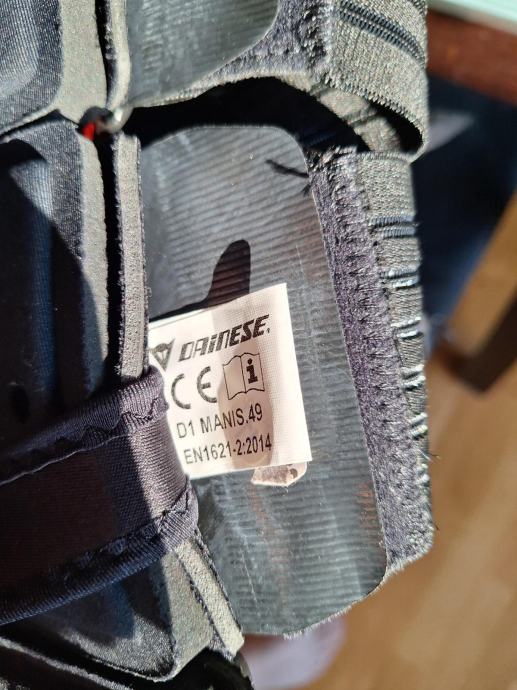 DAINESE®
CE
i
D1 MANIS.49
EN1621-2:2014